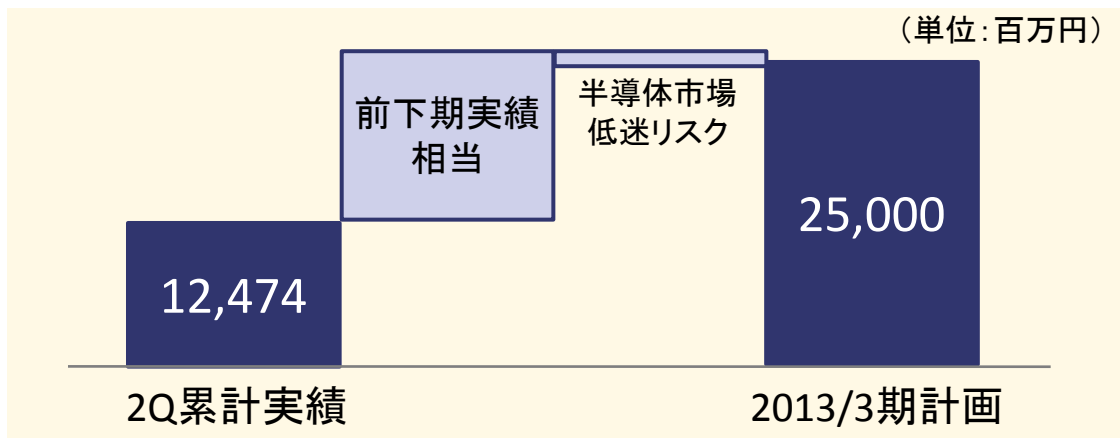 （単位：百万円）
前下期実績
相当
半導体市場
低迷リスク
12,474
25,000
2Q累計実績
2013/3期計画